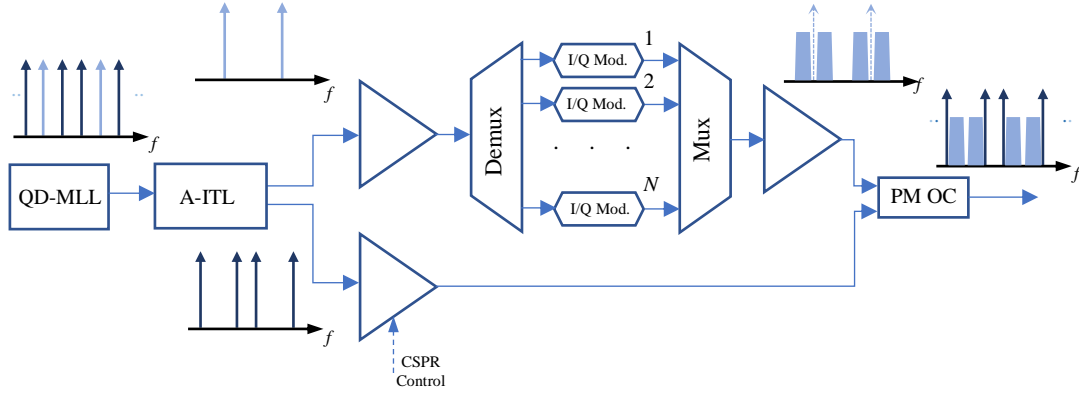 f
f
QD-MLL
A-ITL
f
CSPR
Control
Demux
I/Q Mod.
1
I/Q Mod.
2
. . .
I/Q Mod.
N
Mux
f
PM OC
f